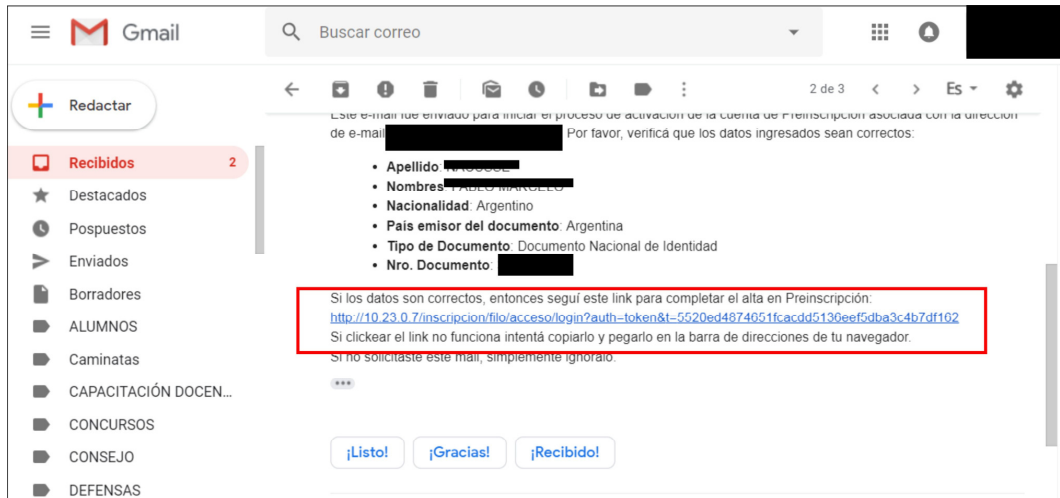 Gmail
Buscar correo
Redactar
2 de 3
Es
Este e-mail fue enviado para iniciar el proceso de activación de la cuenta de Preinscripción asociada con la dirección
de e-mail Por favor, verificá que los datos ingresados sean correctos:
Apellido:
Nombres
Nacionalidad: Argentino
País emisor del documento: Argentina
Tipo de Documento: Documento Nacional de Identidad
Nro. Documento:
Si los datos son correctos, entonces seguí este link para completar el alta en Preinscripción:
http://10.23.0.7/inscripcion/filo/acceso/login?auth=token&t=5520ed4874651fcacdd5136eef5dba3c4b7df162
Si clickear el link no funciona intentá copiarlo y pegarlo en la barra de direcciones de tu navegador.
Si no solicitaste este mail, simplemente ignoralo.
¡Listo!
¡Gracias!
¡Recibido!
Recibidos 2
Destacados
Pospuestos
Enviados
Borradores
ALUMNOS
Caminatas
CAPACITACIÓN DOCEN...
CONCURSOS
CONSEJO
DEFENSAS